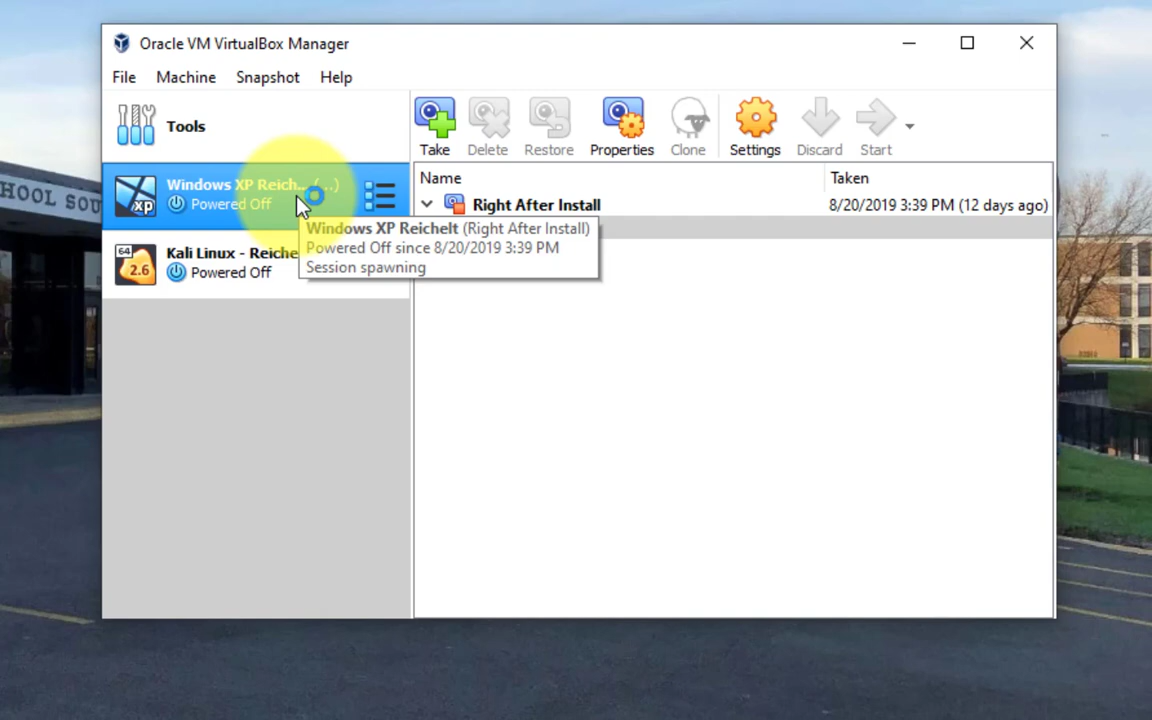 Oracle VM VirtualBox Manager
File Machine Snapshot Help
Tools
Take Delete Restore Properties Clone Settings Discard Start
Name Taken
Windows XP Reich... (...)
Powered Off
xp
Right After Install 8/20/2019 3:39 PM (12 days ago)
Windows XP Reichelt (Right After Install)
Powered Off since 8/20/2019 3:39 PM
Session spawning
64
2.6
Kali Linux - Reiche
Powered Off
HOOL SOU